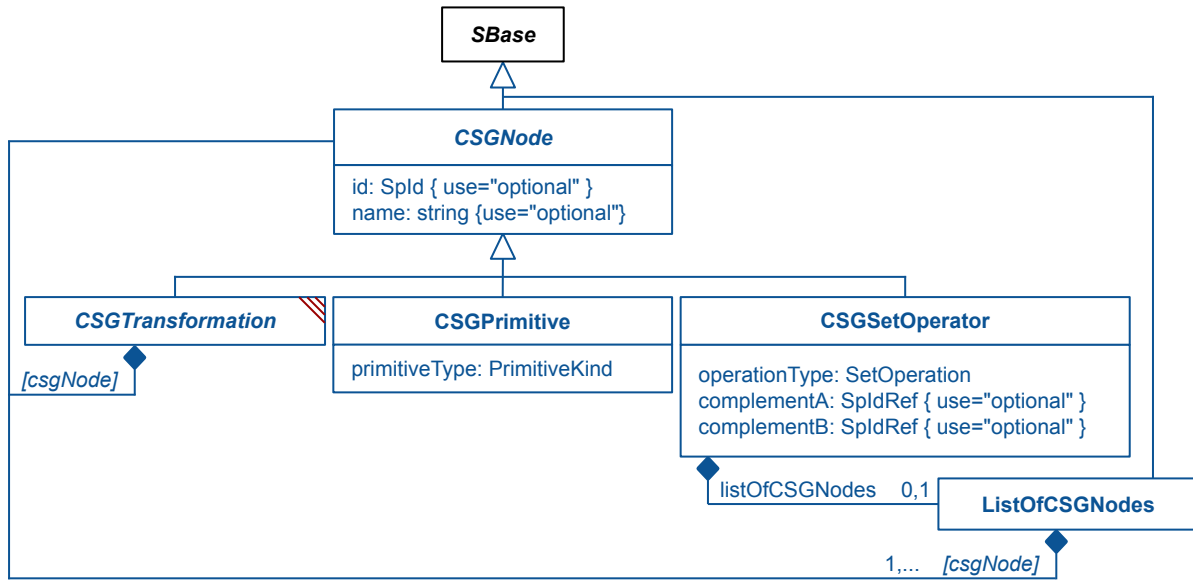 SBase
CSGNode
id: SpId { use="optional" }
name: string {use="optional"}
CSGTransformation
CSGPrimitive
CSGSetOperator
primitiveType: PrimitiveKind
[csgNode]
operationType: SetOperation
complementA: SpIdRef { use="optional" }
complementB: SpIdRef { use="optional" }
listOfCSGNodes 0,1
ListOfCSGNodes
1,... [csgNode]